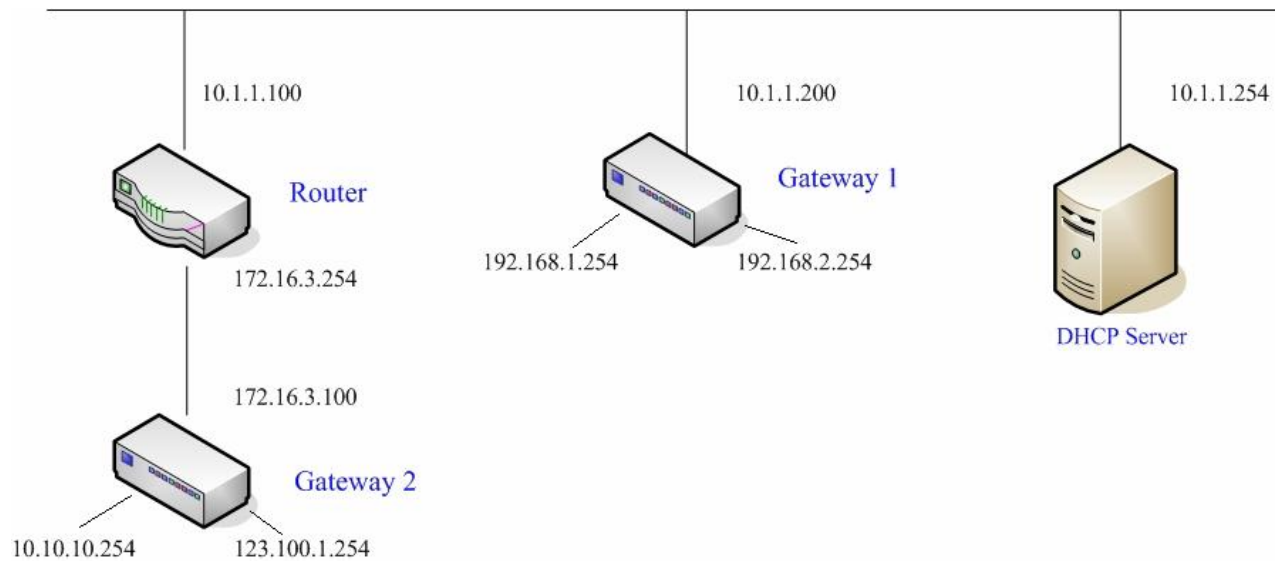 10.1.1.100
10.1.1.200
10.1.1.254
Router
Gateway 1
172.16.3.254
192.168.1.254
192.168.2.254
DHCP Server
172.16.3.100
Gateway 2
10.10.10.254
123.100.1.254